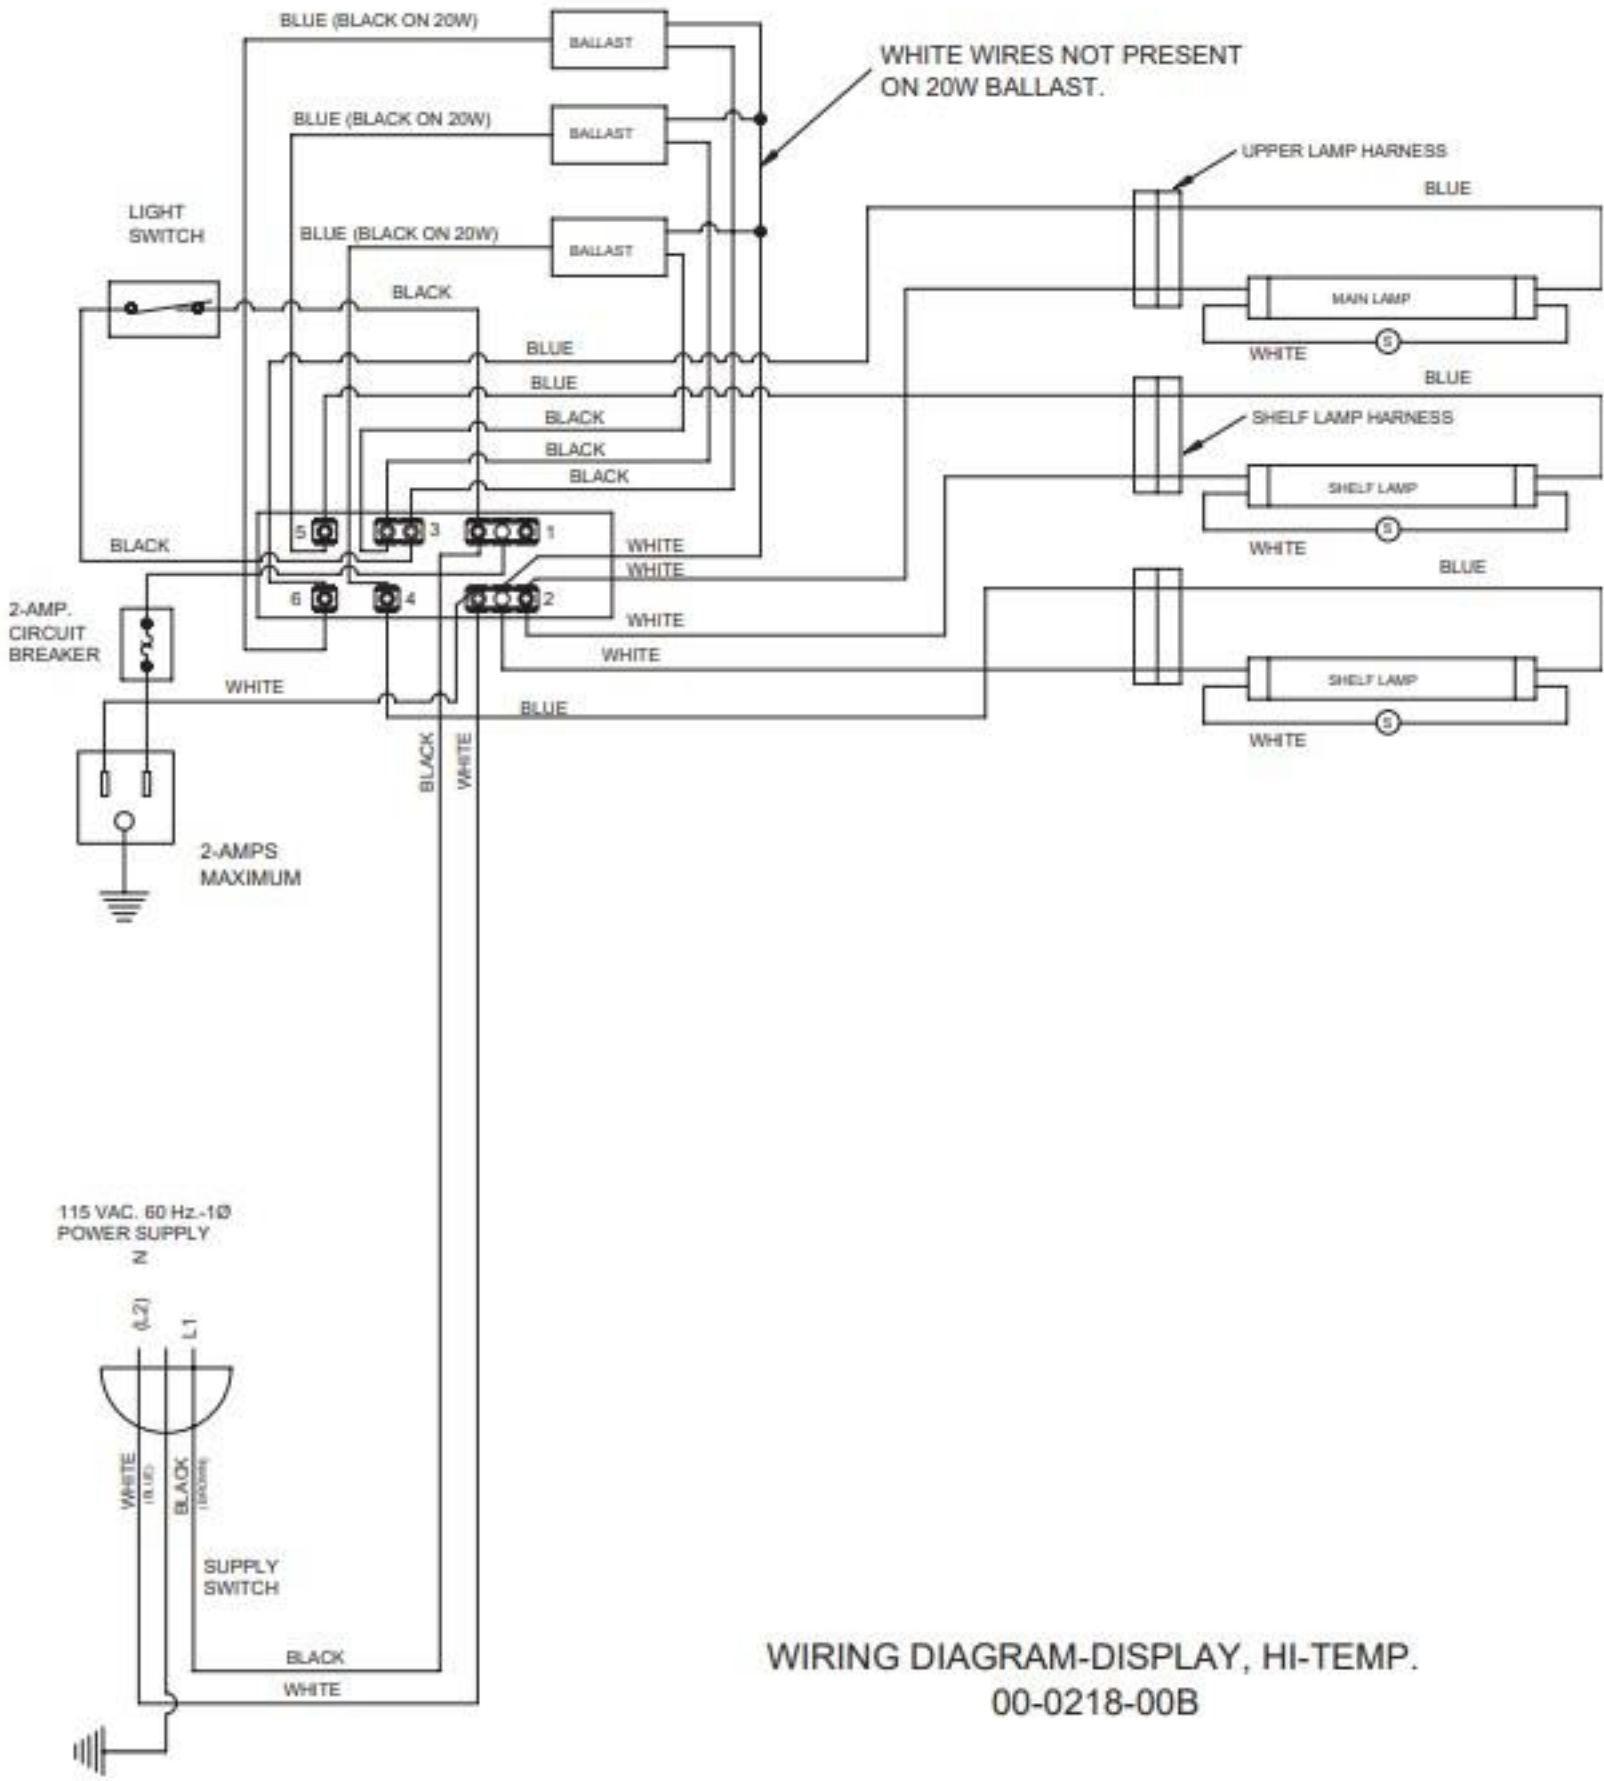 BLUE (BLACK ON 20W)
BALLAST
WHITE WIRES NOT PRESENT
ON 20W BALLAST.
BLUE (BLACK ON 20W)
BALLAST
UPPER LAMP HARNESS
BLUE
LIGHT
SWITCH
BLUE (BLACK ON 20W)
BALLAST
BLACK
MAIN LAMP
S
WHITE
BLUE
BLUE
BLUE
BLACK
SHELF LAMP HARNESS
BLACK
BLACK
SHELF LAMP
S
WHITE
5
3
1
BLACK
WHITE
WHITE
BLUE
6
4
2
2-AMP.
CIRCUIT
BREAKER
WHITE
WHITE
SHELF LAMP
S
WHITE
WHITE
BLUE
BLACK
WHITE
2-AMPS
MAXIMUM
115 VAC. 60 Hz.-1Ø
POWER SUPPLY
N
(L2)
L1
WHITE
(BLUE)
BLACK
(BROWN)
SUPPLY
SWITCH
BLACK
WHITE
WIRING DIAGRAM-DISPLAY, HI-TEMP.
00-0218-00B